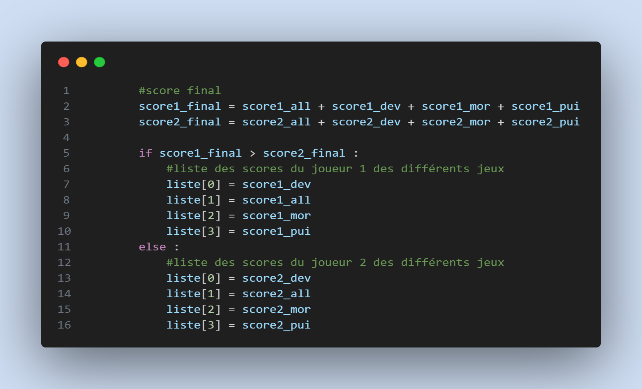 1 #score final
2 score1_final = score1_all + score1_dev + score1_mor + score1_pui
3 score2_final = score2_all + score2_dev + score2_mor + score2_pui
4
5 if score1_final > score2_final :
6 #liste des scores du joueur 1 des différents jeux
7 liste[0] = score1_dev
8 liste[1] = score1_all
9 liste[2] = score1_mor
10 liste[3] = score1_pui
11 else :
12 #liste des scores du joueur 2 des différents jeux
13 liste[0] = score2_dev
14 liste[1] = score2_all
15 liste[2] = score2_mor
16 liste[3] = score2_pui